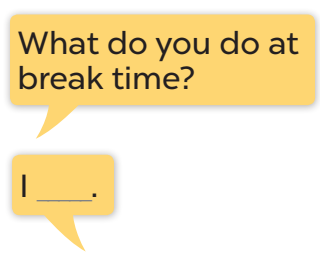 What do you do at
break time?
I ____.